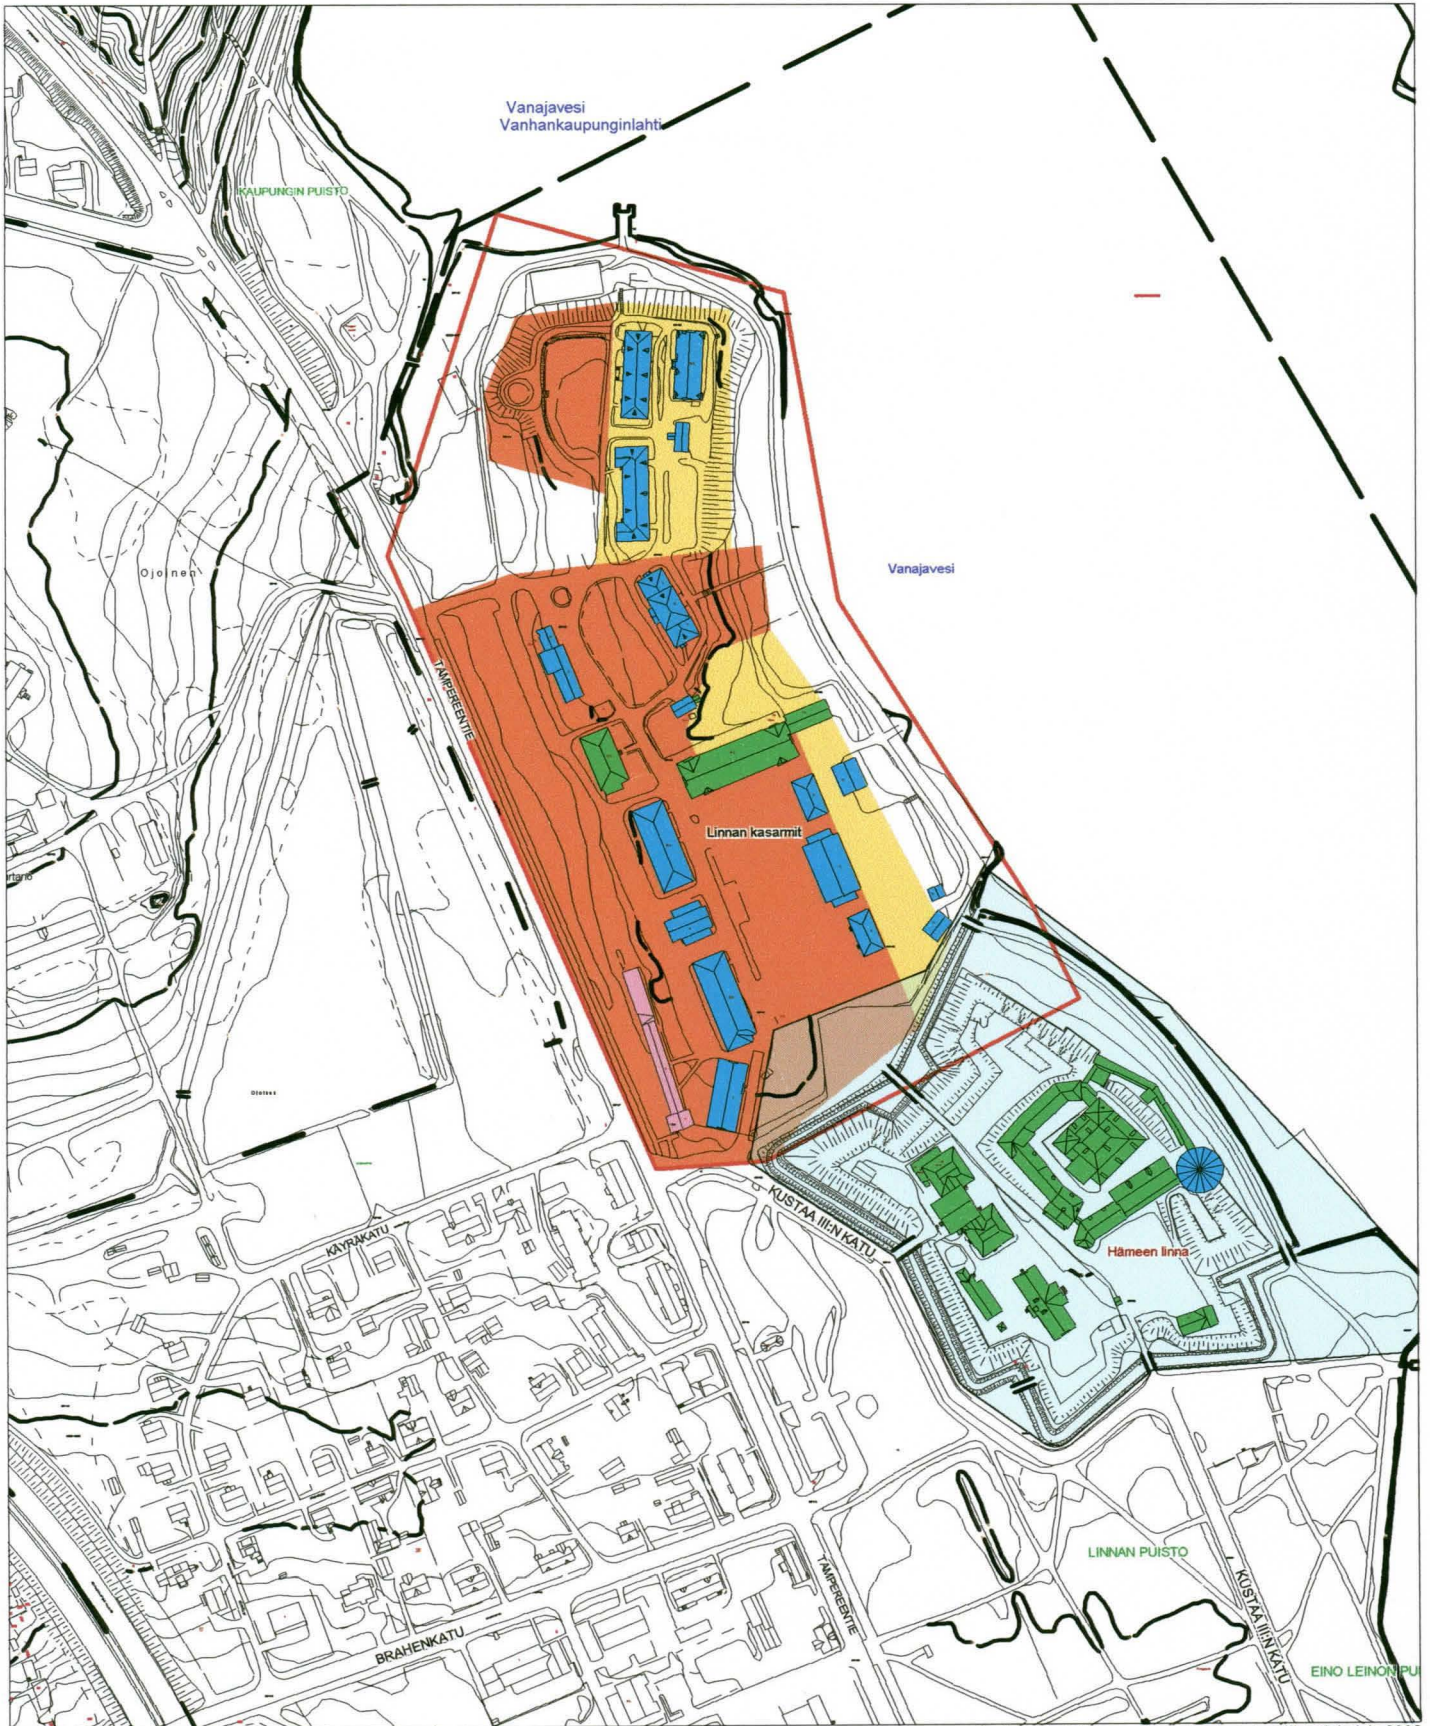 Vanajavesi
Vanhankaupunginlahti
KAUPUNGIN PUISTO
Vanajavesi
Ojoinen
TAMPEREENTIE
Linnan kasarmit
KUSTAA III:N KATU
KÄYRÄKATU
Hämeen linna
LINNAN PUISTO
TAMPEREENTIE
KUSTAA III:N KATU
BRAHENKATU
EINO LEINON PU